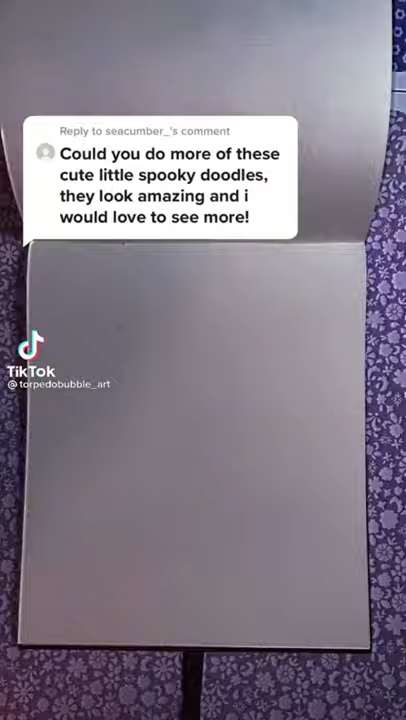 Reply to seacumber_'s comment
Could you do more of these
cute little spooky doodles,
they look amazing and i
would love to see more!
TikTok
@torpedobubble_art